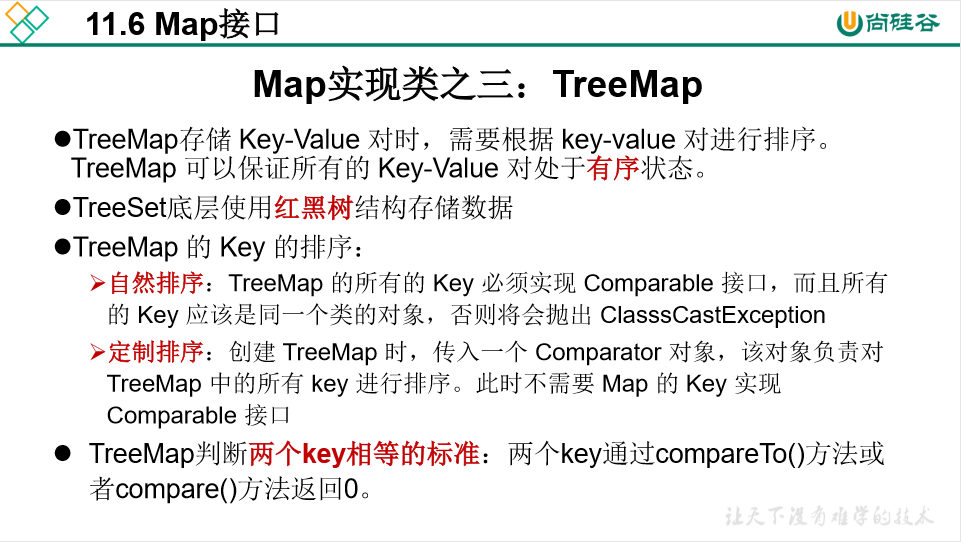 11.6 Map接口
尚硅谷
Map实现类之三：TreeMap
●TreeMap存储 Key-Value 对时，需要根据 key-value 对进行排序。
TreeMap 可以保证所有的 Key-Value 对处于有序状态。
●TreeSet底层使用红黑树结构存储数据
●TreeMap 的 Key 的排序：
➢自然排序：TreeMap 的所有的 Key 必须实现 Comparable 接口，而且所有
的 Key 应该是同一个类的对象，否则将会抛出 ClasssCastException
➢定制排序：创建 TreeMap 时，传入一个 Comparator 对象，该对象负责对
TreeMap 中的所有 key 进行排序。此时不需要 Map 的 Key 实现
Comparable 接口
● TreeMap判断两个key相等的标准：两个key通过compareTo()方法或
者compare()方法返回0。
让天下没有难学的技术